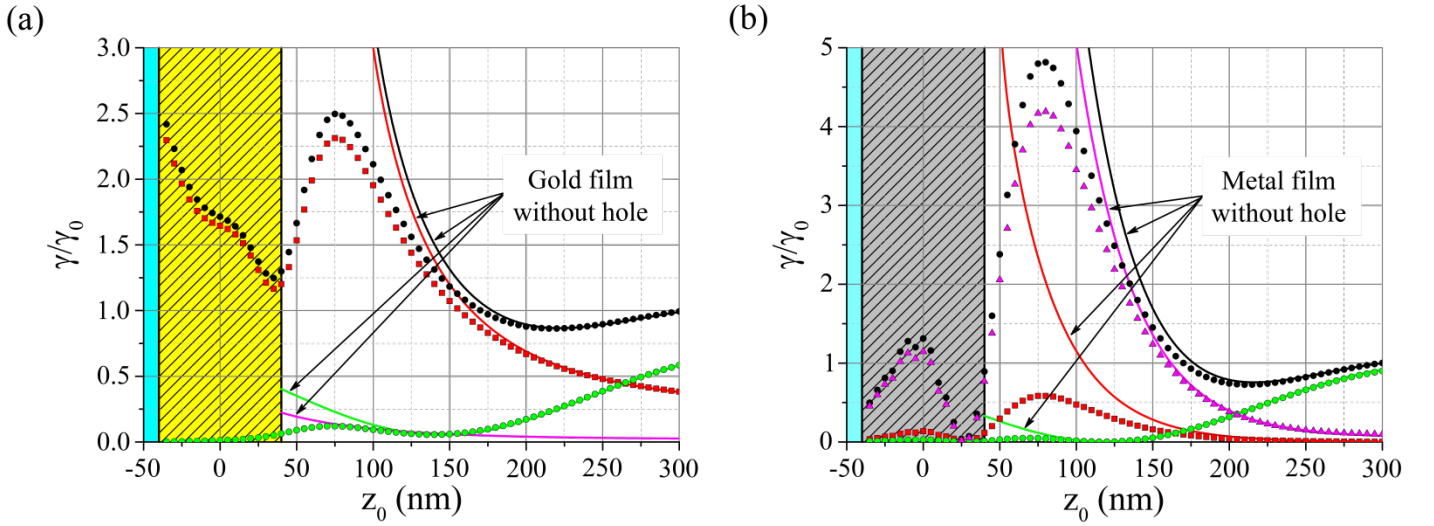 (a)
γ/γ₀
3.0
2.5
2.0
1.5
1.0
0.5
0.0
Gold film
without hole
-50 0 50 100 150 200 250 300
z₀ (nm)
(b)
γ/γ₀
5
4
3
2
1
0
Metal film
without hole
-50 0 50 100 150 200 250 300
z₀ (nm)